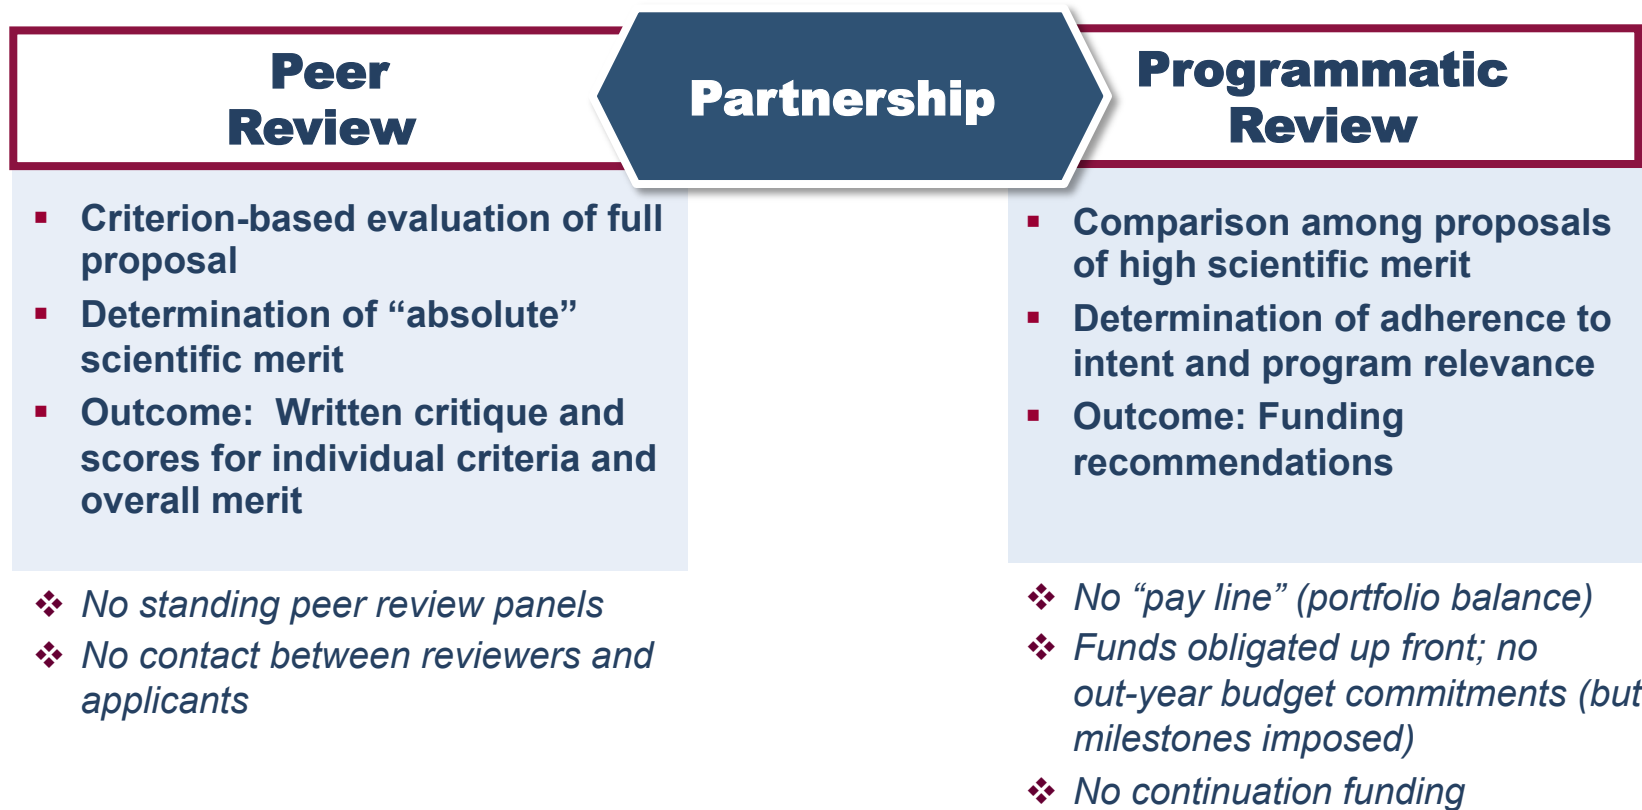 Peer
Review
Partnership
Programmatic
Review
▪ Criterion-based evaluation of full
proposal
▪ Determination of “absolute”
scientific merit
▪ Outcome:  Written critique and
scores for individual criteria and
overall merit
❖ No standing peer review panels
❖ No contact between reviewers and
applicants
▪ Comparison among proposals
of high scientific merit
▪ Determination of adherence to
intent and program relevance
▪ Outcome: Funding
recommendations
❖ No “pay line” (portfolio balance)
❖ Funds obligated up front; no
out-year budget commitments (but
milestones imposed)
❖ No continuation funding